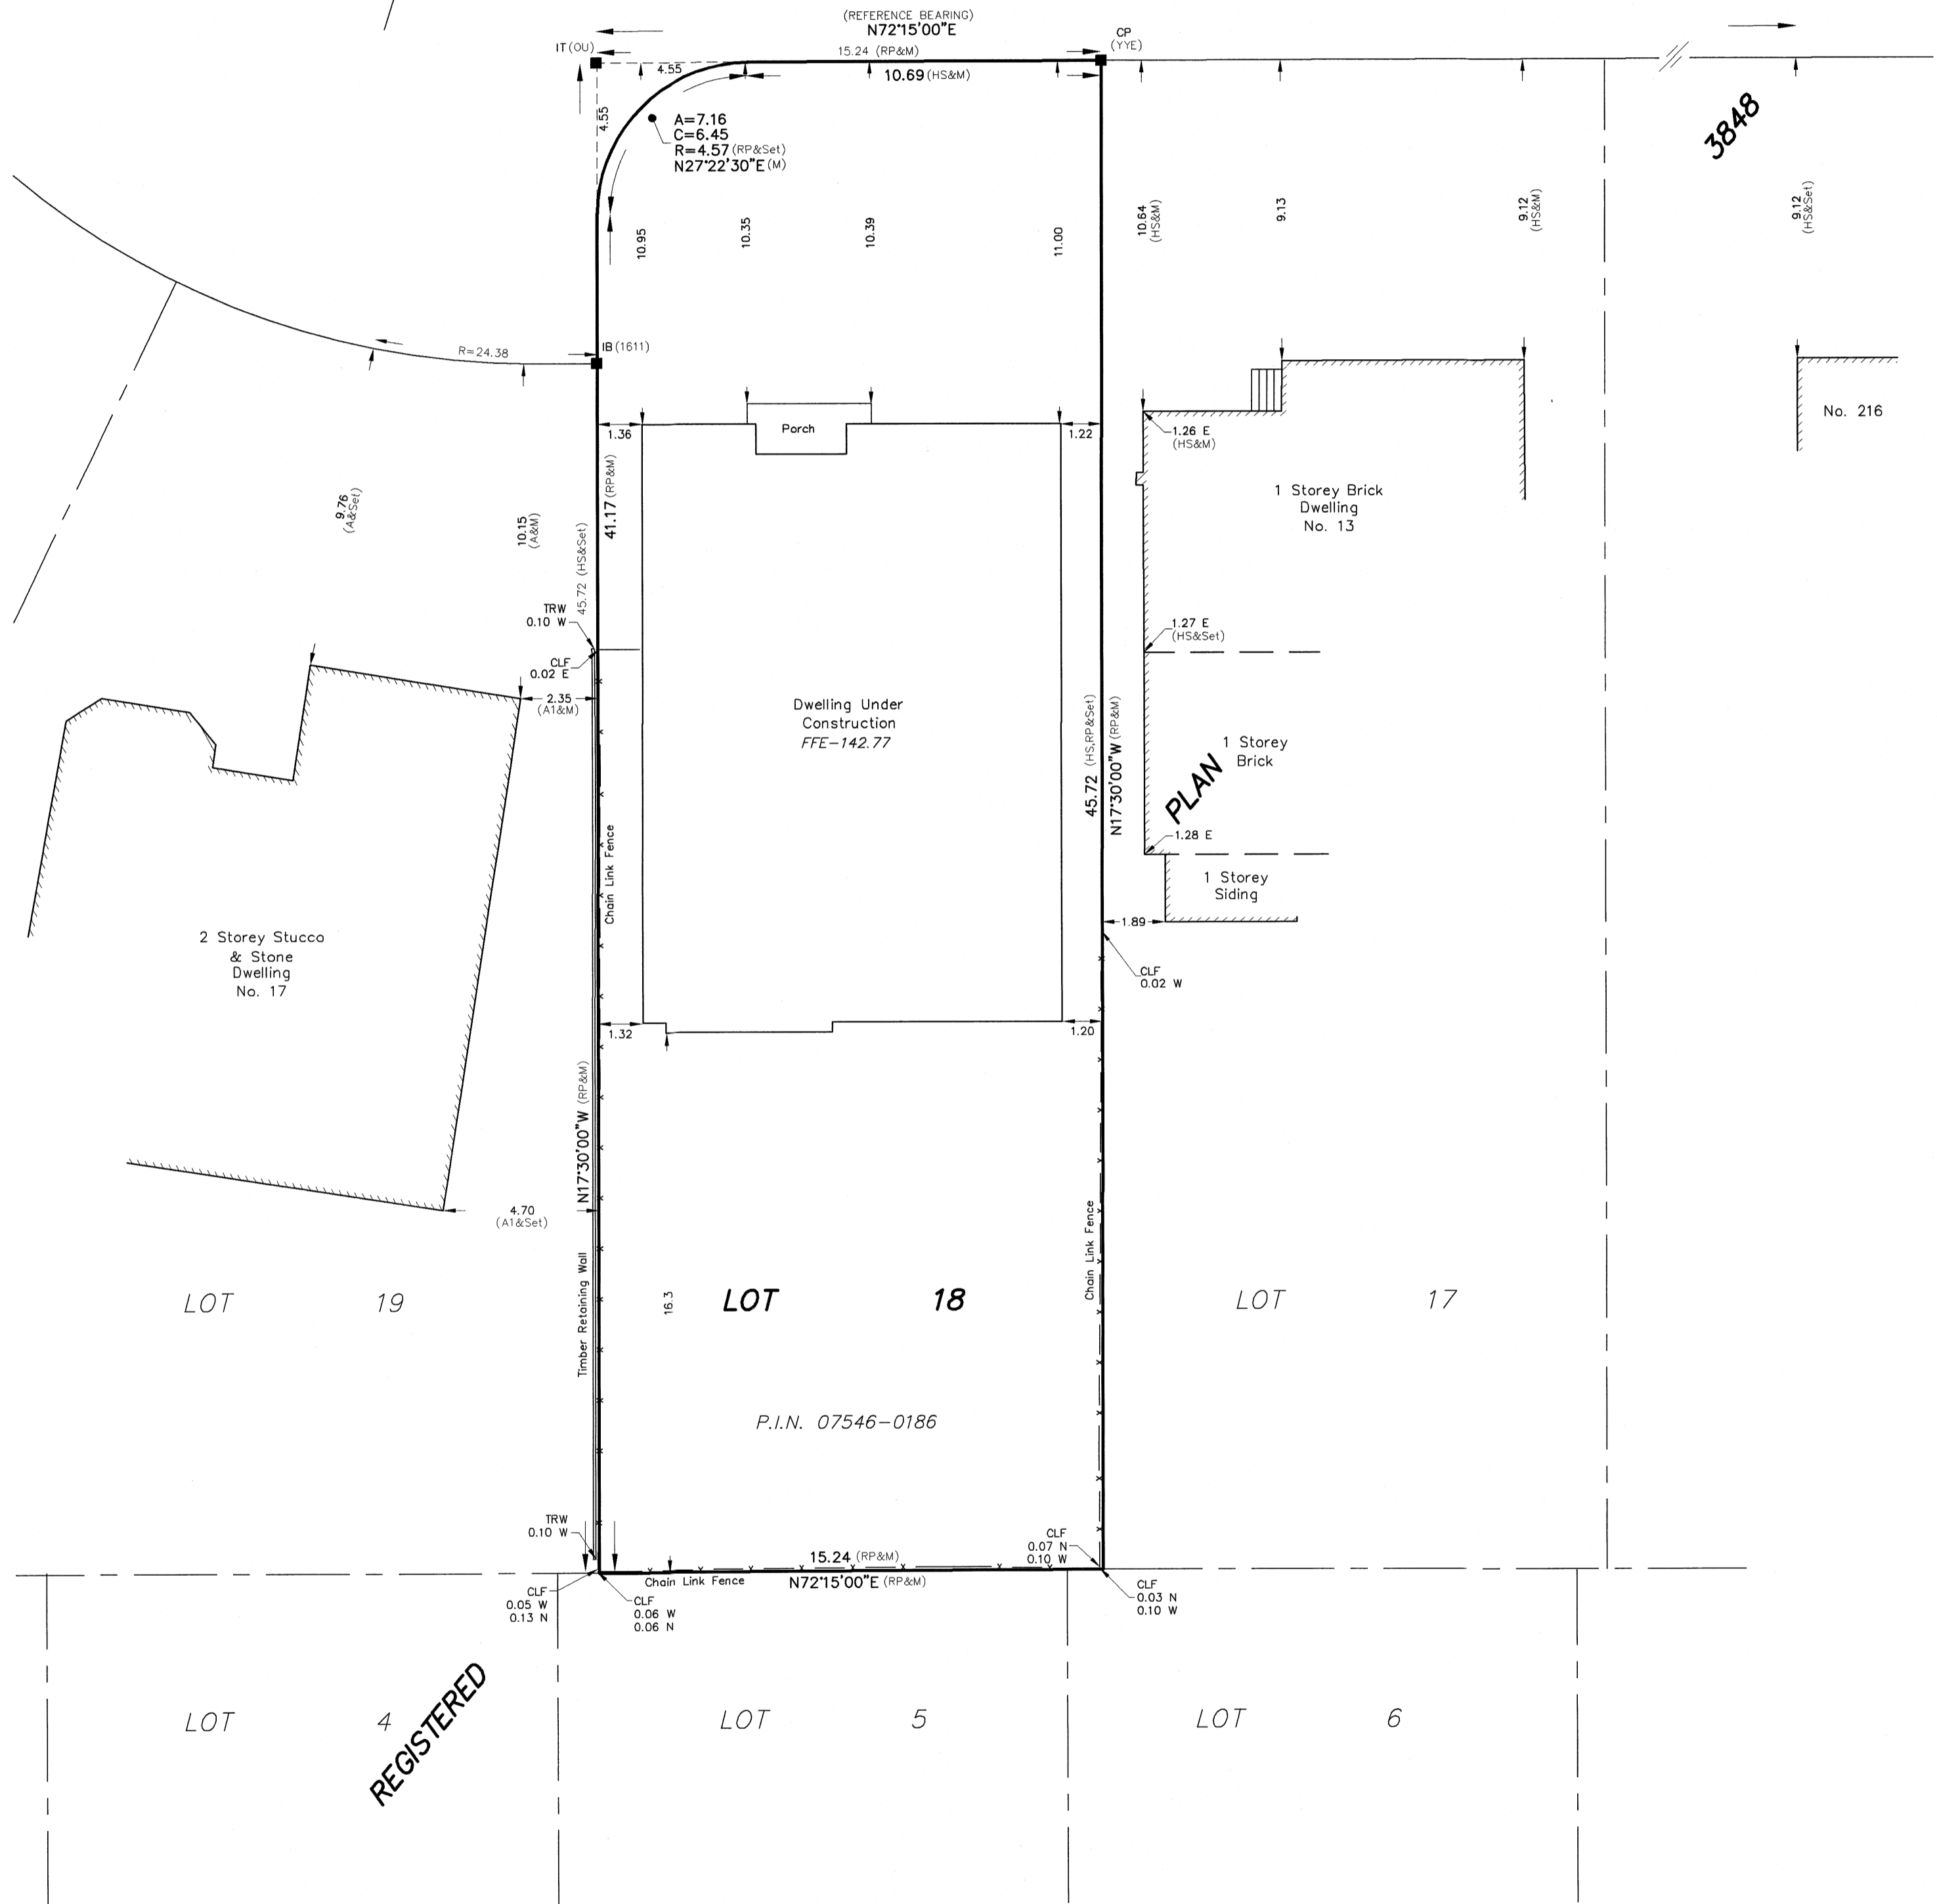 (REFERENCE BEARING)
N72°15'00"E
IT(OU)
15.24 (RP&M)
CP
(YYE)
4.55
10.69 (HS&M)
4.55
A=7.16
C=6.45
R=4.57 (RP&Set)
N27°22'30"E (M)
3848
10.95
10.35
10.39
11.00
10.64
(HS&M)
9.13
9.12
(HS&M)
9.12
(HS&Set)
R=24.38
IB(1611)
1.36
Porch
1.22
1.26 E
(HS&M)
No. 216
41.17 (RP&M)
9.76
(A&Set)
10.15
(A&M)
45.72 (HS&Set)
1 Storey Brick
Dwelling
No. 13
TRW
0.10 W
1.27 E
(HS&Set)
CLF
0.02 E
2.35
(A1&M)
Dwelling Under
Construction
FFE-142.77
45.72 (HS,RP&Set)
N17°30'00"W (RP&M)
1 Storey
Brick
PLAN
1.28 E
Chain Link Fence
1 Storey
Siding
1.89
2 Storey Stucco
& Stone
Dwelling
No. 17
CLF
0.02 W
1.32
1.20
N17°30'00"W (RP&M)
4.70
(A1&Set)
Timber Retaining Wall
Chain Link Fence
16.3
LOT 19
LOT 18
LOT 17
P.I.N. 07546-0186
TRW
0.10 W
CLF
0.07 N
0.10 W
15.24 (RP&M)
Chain Link Fence
N72°15'00"E (RP&M)
CLF
0.05 W
0.13 N
CLF
0.06 W
0.06 N
CLF
0.03 N
0.10 W
REGISTERED
LOT 4
LOT 5
LOT 6